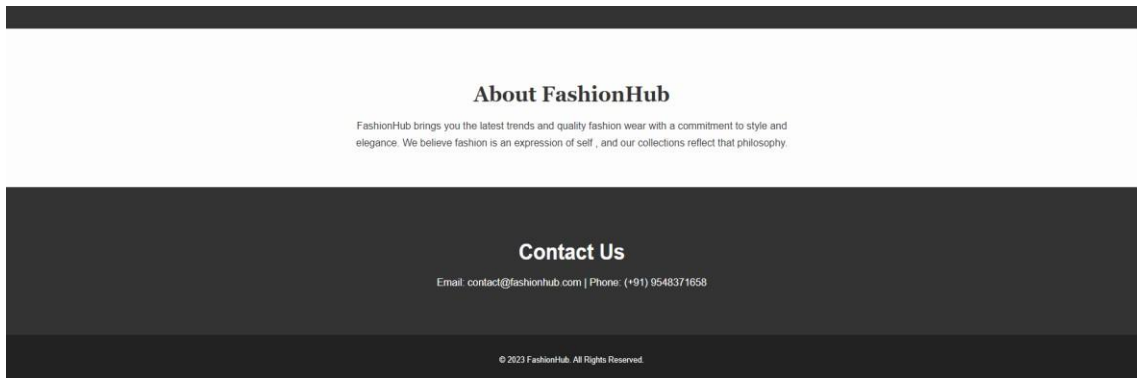 About FashionHub
FashionHub brings you the latest trends and quality fashion wear with a commitment to style and
elegance. We believe fashion is an expression of self , and our collections reflect that philosophy.
Contact Us
Email: contact@fashionhub.com | Phone: (+91) 9548371658
© 2023 FashionHub. All Rights Reserved.